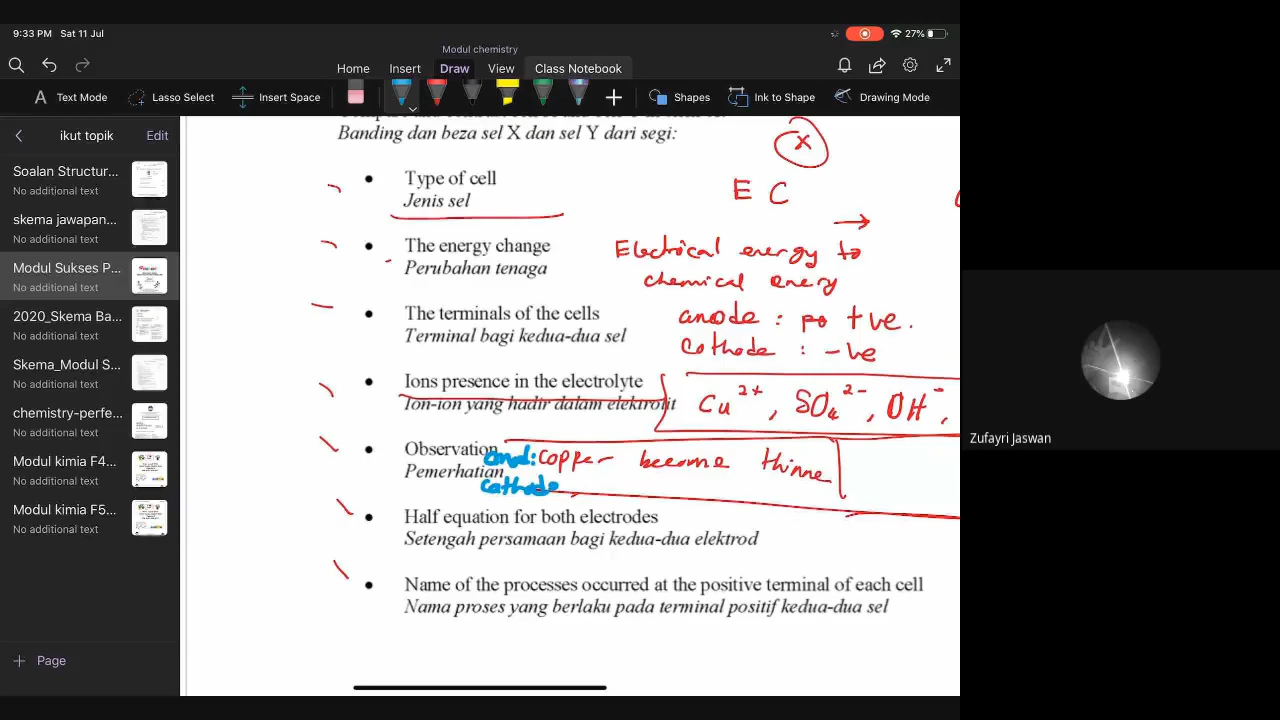 9:33 PM Sat 11 Jul
27%
Modul chemistry
Home Insert Draw View Class Notebook
Text Mode Lasso Select Insert Space Shapes Ink to Shape Drawing Mode
ikut topik Edit
Soalan Structur...
No additional text
skema jawapan...
No additional text
Modul Sukses P...
No additional text
2020_Skema Ba...
No additional text
Skema_Modul S...
No additional text
chemistry-perfe...
No additional text
Modul kimia F4...
No additional text
Modul kimia F5...
No additional text
Page
Banding dan beza sel X dan sel Y dari segi:
X
Type of cell
Jenis sel
E C
→
The energy change
Perubahan tenaga
Electrical energy to
chemical energy
The terminals of the cells
Terminal bagi kedua-dua sel
anode : +ve.
Cathode : -ve
Ions presence in the electrolyte
Ion-ion yang hadir dalam elektrolit
Cu²⁺, SO₄²⁻, OH⁻,
Observation
Pemerhatian
anod: Copper become thinne
cathode
Half equation for both electrodes
Setengah persamaan bagi kedua-dua elektrod
Name of the processes occurred at the positive terminal of each cell
Nama proses yang berlaku pada terminal positif kedua-dua sel
Zufayri Jaswan